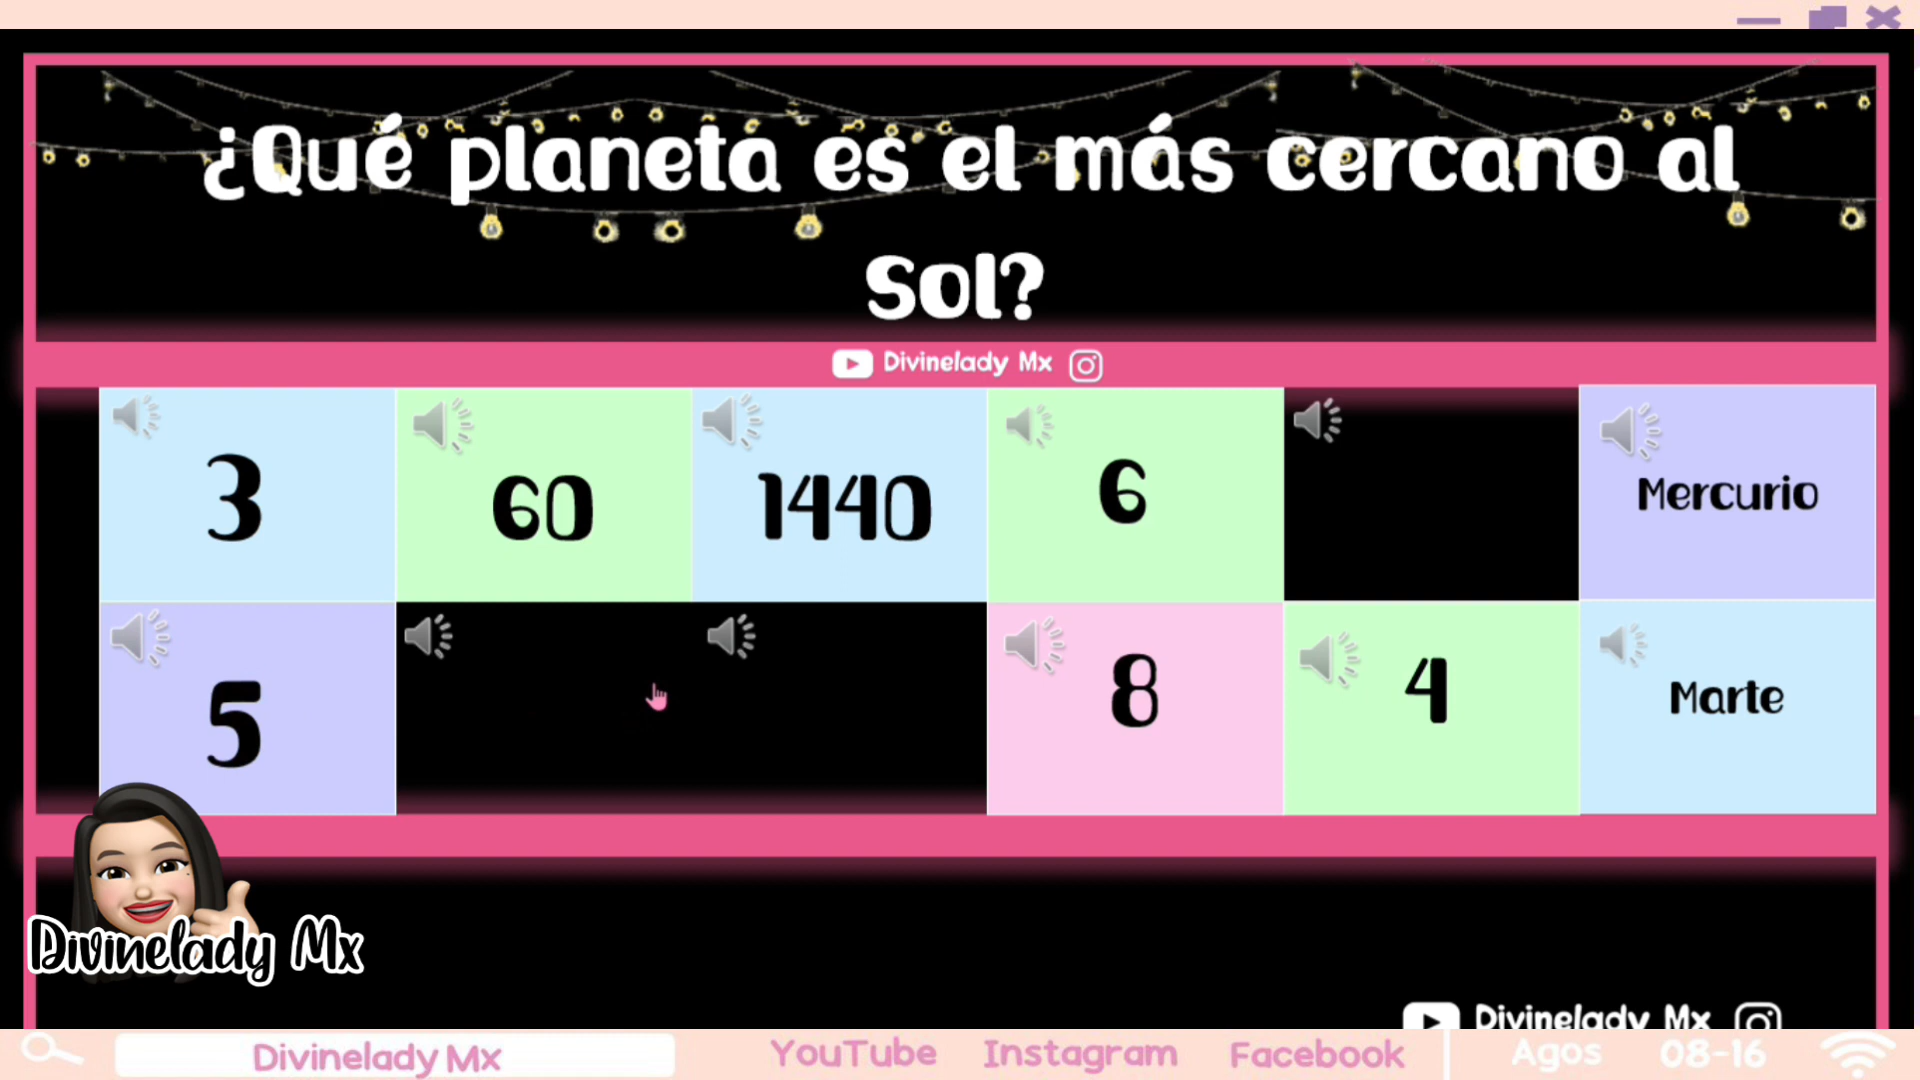 ¿Qué planeta es el más cercano al
Sol?
Divinelady Mx
3
60
1440
6
Mercurio
5
8
4
Marte
Divinelady Mx
Divinelady Mx
Divinelady Mx
YouTube
Instagram
Facebook
Agos
08-16